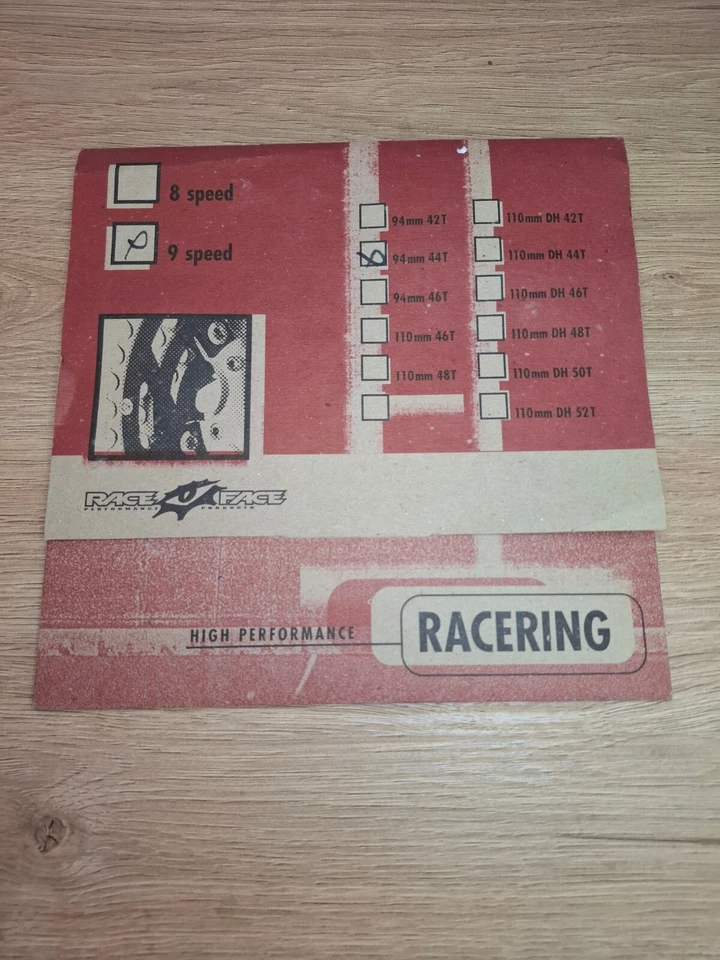 8 speed
9 speed
94mm 42T
94mm 44T
94mm 46T
110mm 46T
110mm 48T
110mm DH 42T
110mm DH 44T
110mm DH 46T
110mm DH 48T
110mm DH 50T
110mm DH 52T
RACE FACE
PERFORMANCE PRODUCTS
HIGH PERFORMANCE
RACERING